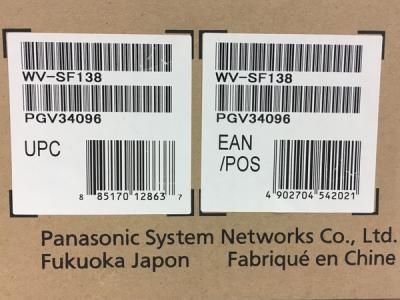 WV-SF138
PGV34096
UPC
8 85170 12863 7
WV-SF138
PGV34096
EAN
/POS
4 902704 542021
Panasonic System Networks Co., Ltd.
Fukuoka Japon Fabriqué en Chine